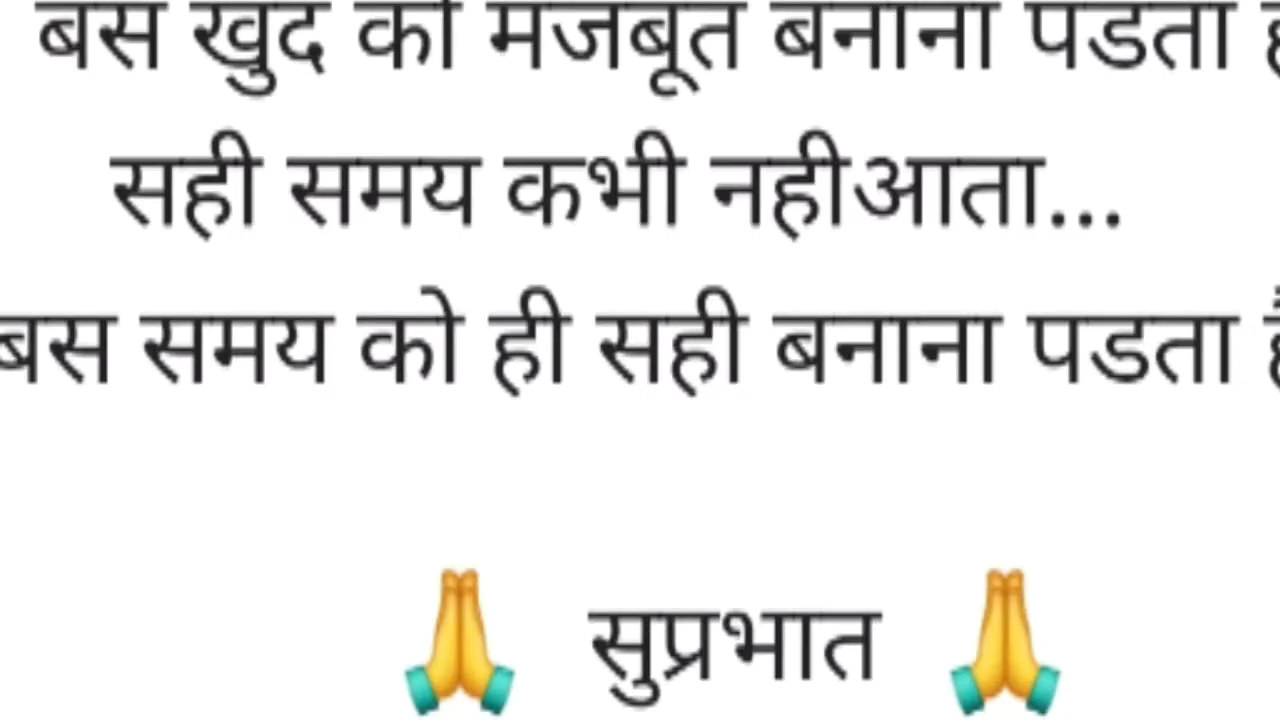 बस खुद को मजबूत बनाना पडता
सही समय कभी नहीआता...
बस समय को ही सही बनाना पडता है
🙏 सुप्रभात 🙏